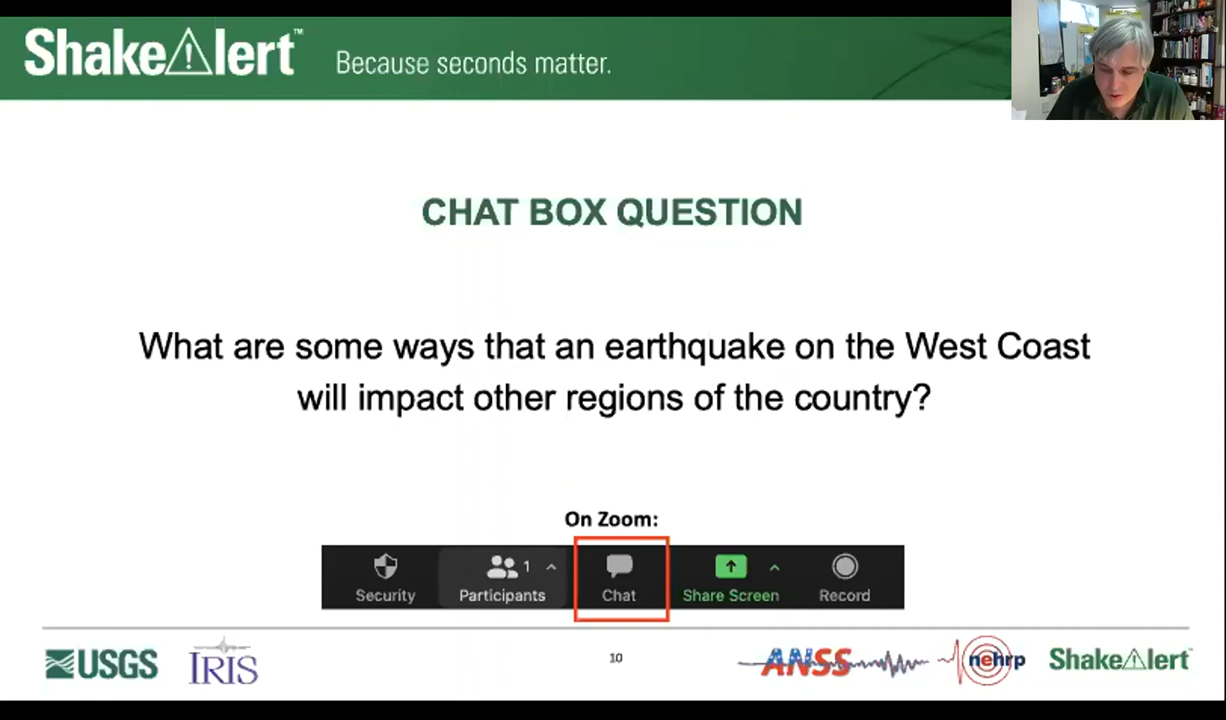 ShakeAlert™ Because seconds matter.
CHAT BOX QUESTION
What are some ways that an earthquake on the West Coast
will impact other regions of the country?
On Zoom:
1
Security Participants Chat Share Screen Record
USGS IRIS 10 ANSS nehrp ShakeAlert